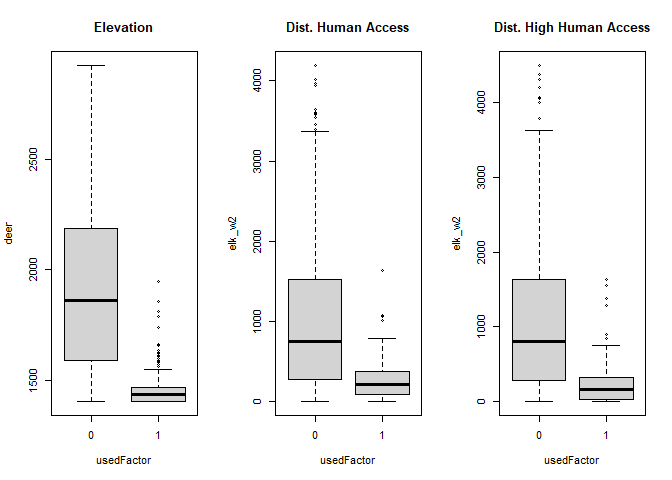 Elevation
deer
2500
2000
1500
0 1
usedFactor
Dist. Human Access
elk_w2
4000
3000
2000
1000
0
0 1
usedFactor
Dist. High Human Access
elk_w2
4000
3000
2000
1000
0
0 1
usedFactor